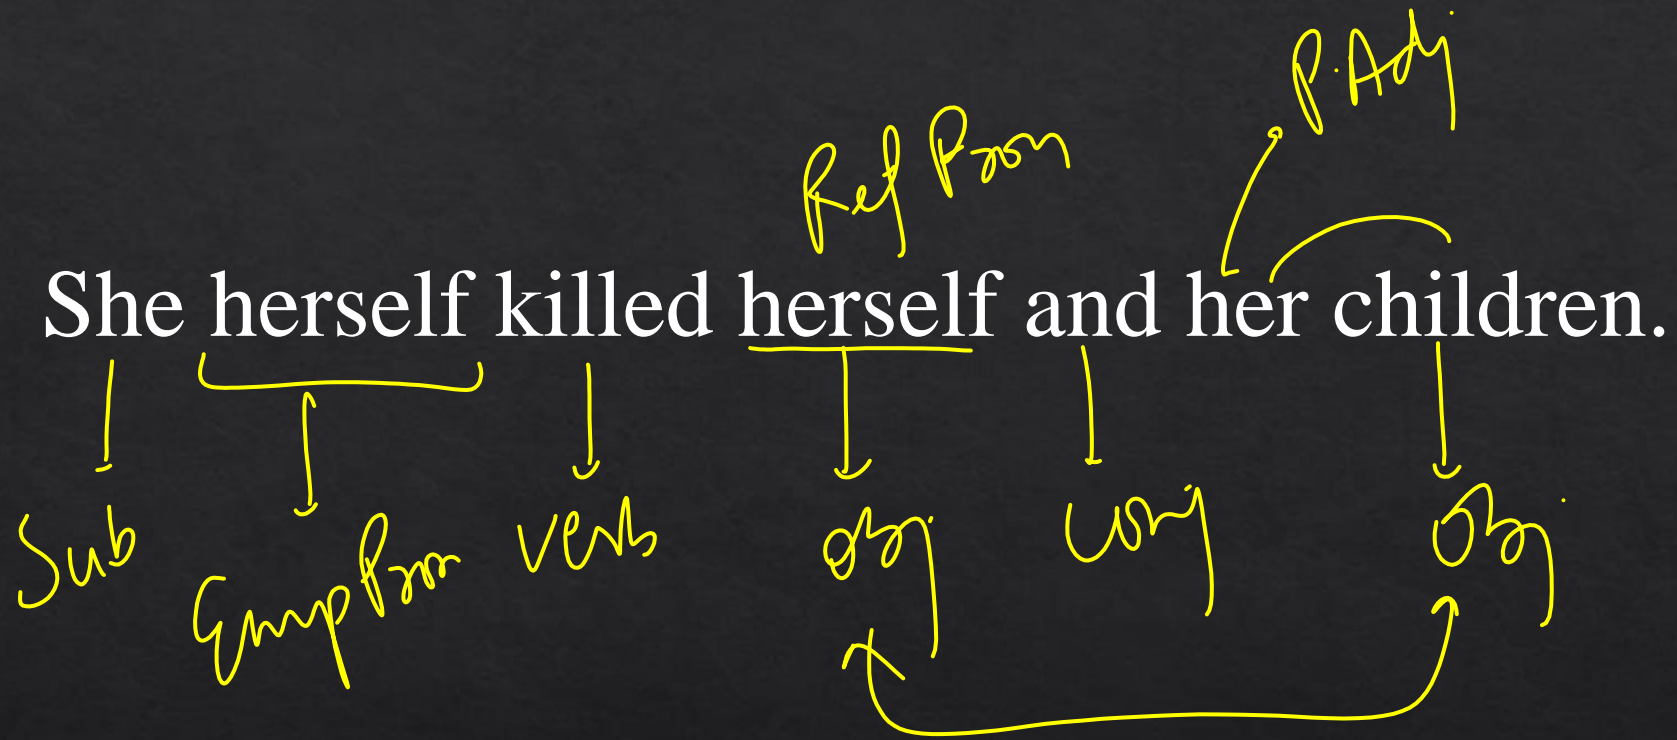 P.Adj
Ref Pron
She herself killed herself and her children.
Sub Emp Pron verb obj conj Obj